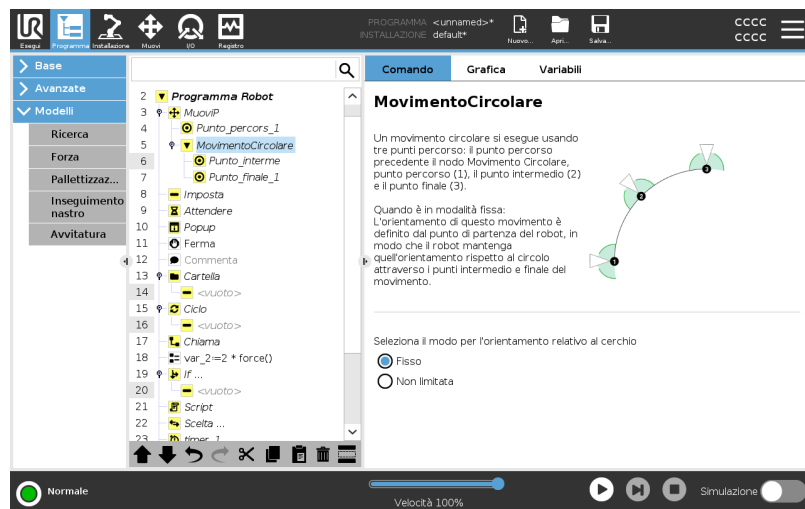 PROGRAMMA <unnamed>*
INSTALLAZIONE default*
Esegui
Programma
Installazione
Muovi
I/O
Registro
Nuovo...
Apri...
Salva...
CCCC
CCCC
Base
Avanzate
Modelli
Ricerca
Forza
Pallettizzaz...
Inseguimento
nastro
Avvitatura
2 Programma Robot
3 MuoviP
4 Punto_percors_1
5 MovimentoCircolare
6 Punto_interme
7 Punto_finale_1
8 Imposta
9 Attendere
10 Popup
11 Ferma
12 Commenta
13 Cartella
14 <vuoto>
15 Ciclo
16 <vuoto>
17 Chiama
18 var_2:=2 * force()
19 If ...
20 <vuoto>
21 Script
22 Scelta ...
23 timer_1
Comando Grafica Variabili
MovimentoCircolare
Un movimento circolare si esegue usando
tre punti percorso: il punto percorso
precedente il nodo Movimento Circolare,
punto percorso (1), il punto intermedio (2)
e il punto finale (3).
Quando è in modalità fissa:
L'orientamento di questo movimento è
definito dal punto di partenza del robot, in
modo che il robot mantenga
quell'orientamento rispetto al circolo
attraverso i punti intermedio e finale del
movimento.
1
2
3
Seleziona il modo per l'orientamento relativo al cerchio
Fisso
Non limitata
Normale
Velocità 100%
Simulazione